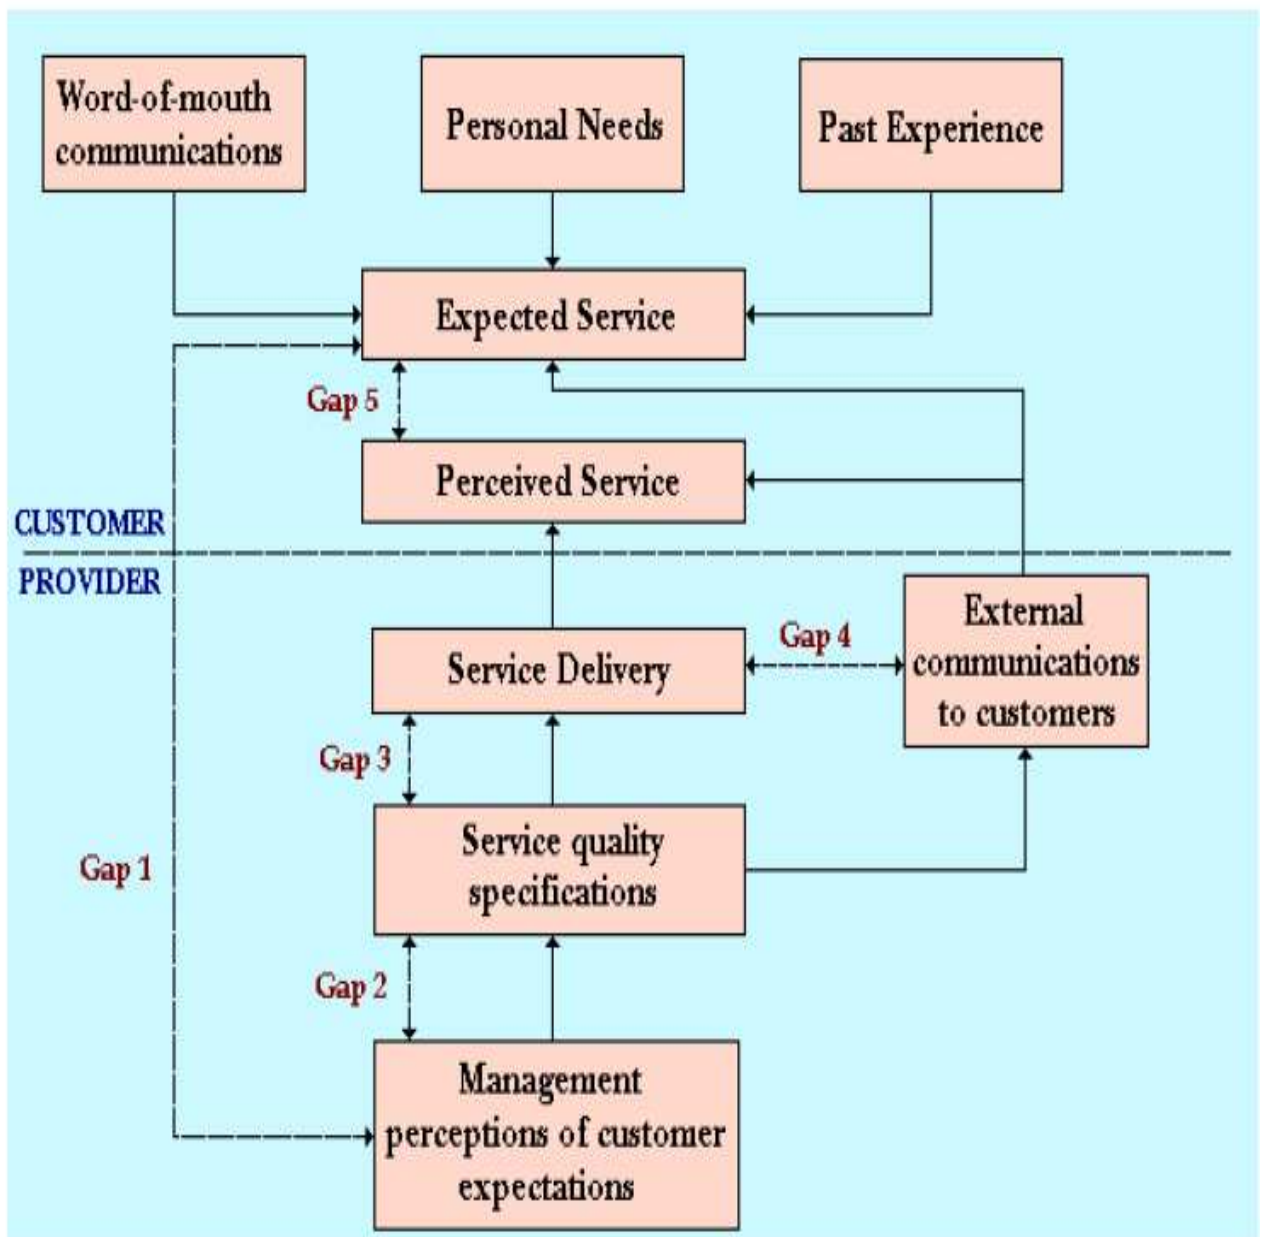 Word-of-mouth
communications
Personal Needs
Past Experience
Expected Service
Gap 5
Perceived Service
CUSTOMER
PROVIDER
External
communications
to customers
Gap 4
Service Delivery
Gap 3
Service quality
specifications
Gap 1
Gap 2
Management
perceptions of customer
expectations